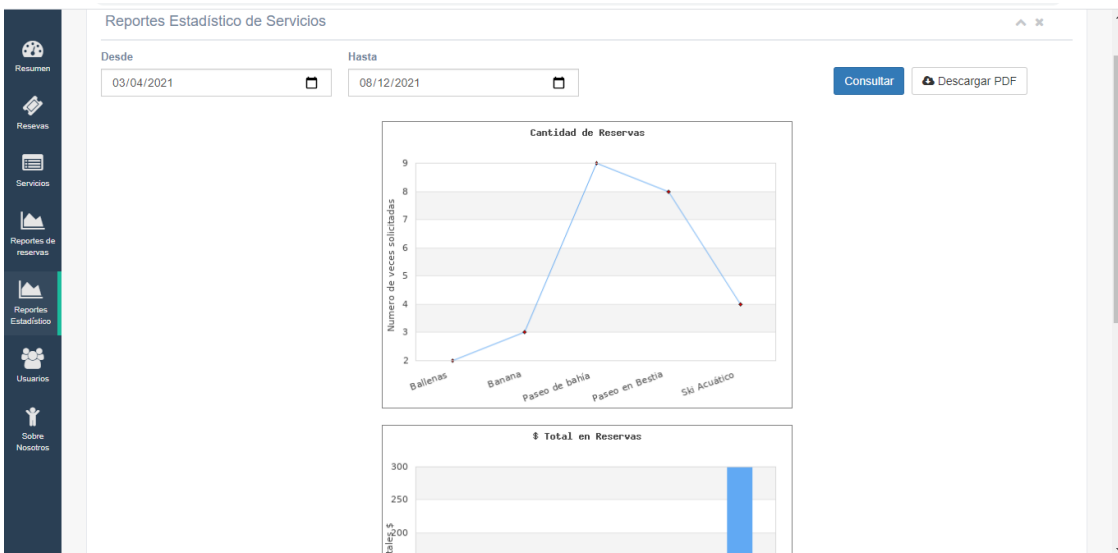 Reportes Estadístico de Servicios
Resumen
Resevas
Servicios
Reportes de
reservas
Reportes
Estadístico
Usuarios
Sobre
Nosotros
Desde
Hasta
03/04/2021
08/12/2021
Consultar
Descargar PDF
Cantidad de Reservas
Numero de veces solicitadas
9
8
7
6
5
4
3
2
Ballenas
Banana
Paseo de bahía
Paseo en Bestia
Ski Acuático
$ Total en Reservas
300
250
200